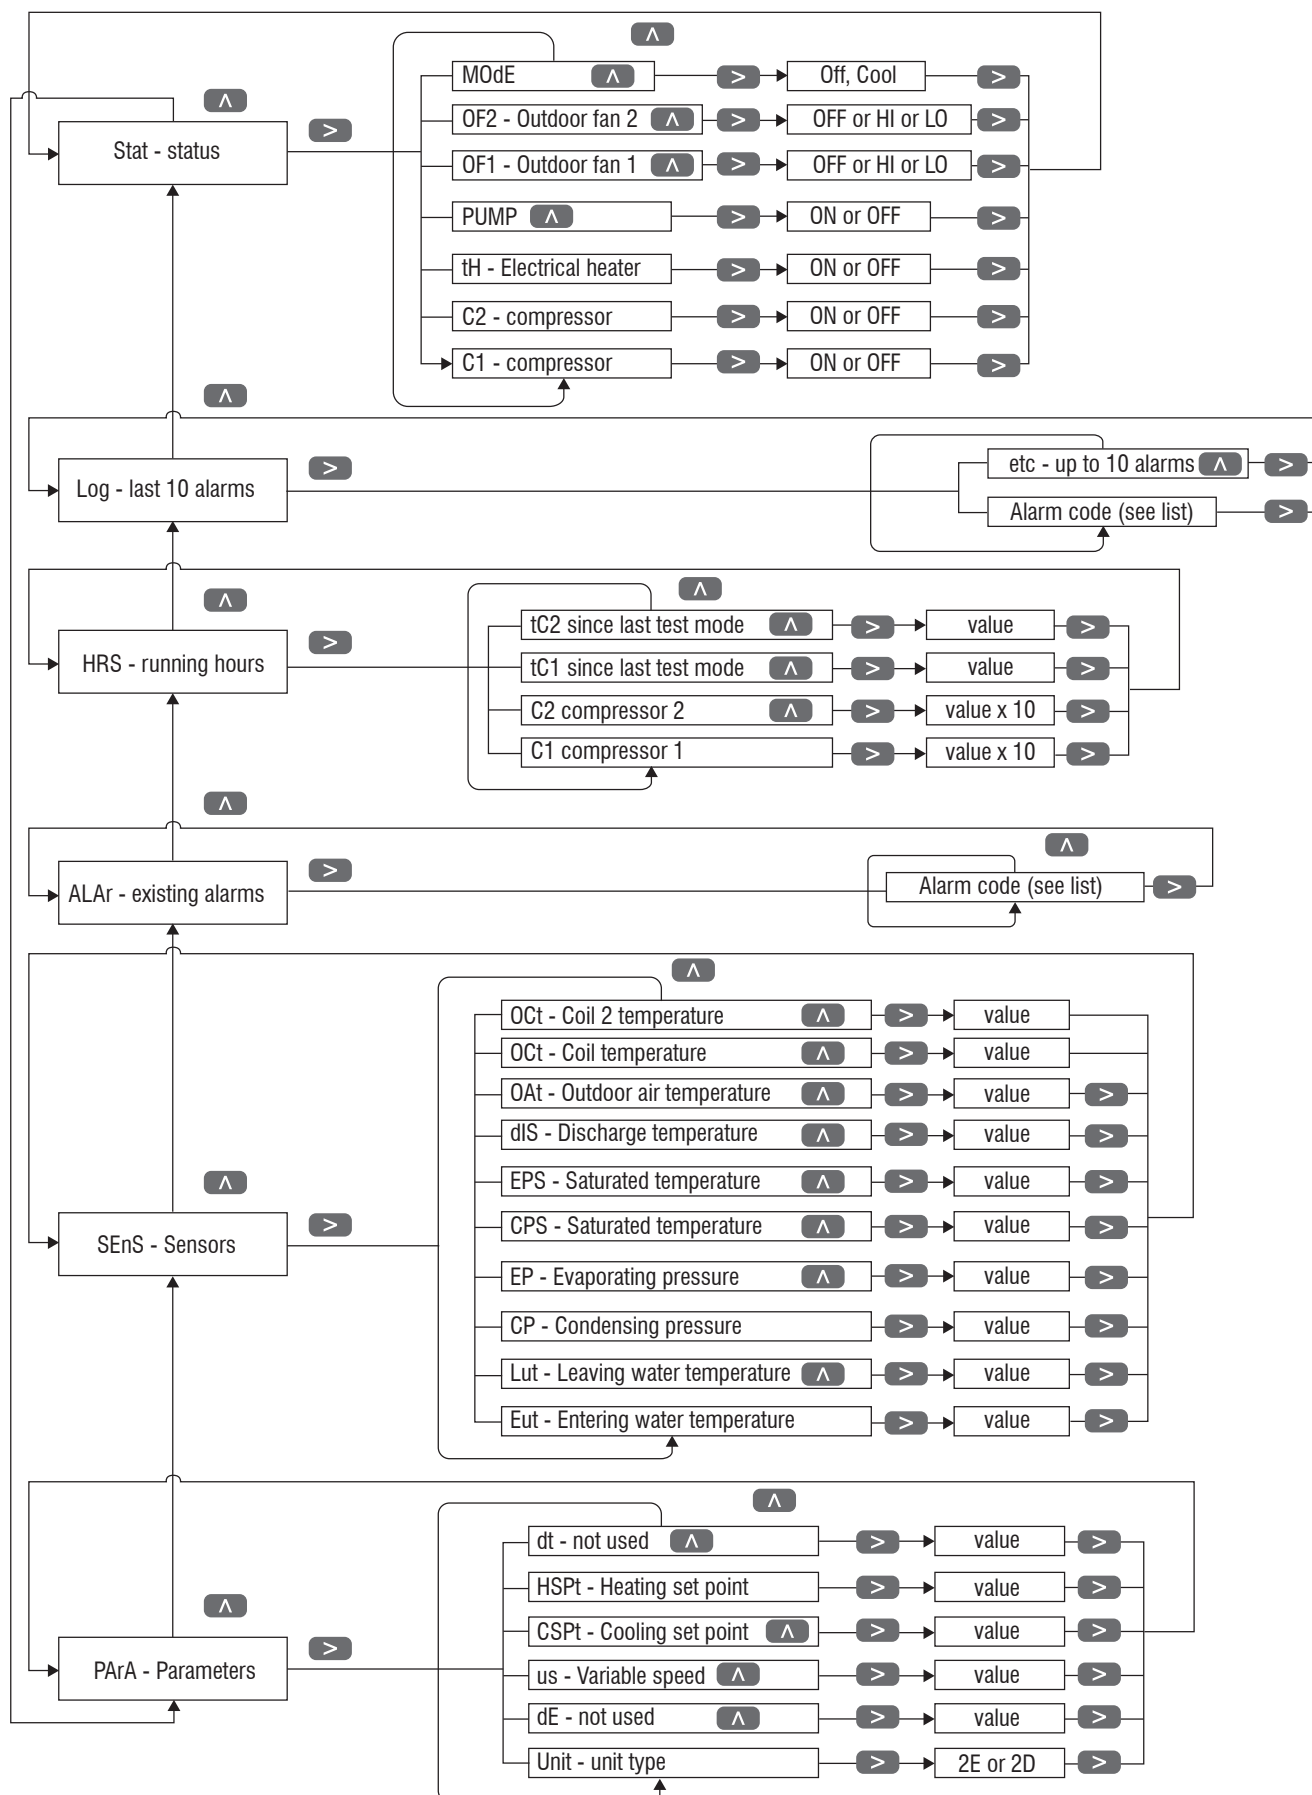 Λ
MOdE Λ > Off, Cool >
Λ
OF2 - Outdoor fan 2 Λ > OFF or HI or LO >
Stat - status >
OF1 - Outdoor fan 1 Λ > OFF or HI or LO >
PUMP Λ > ON or OFF >
tH - Electrical heater > ON or OFF >
C2 - compressor > ON or OFF >
C1 - compressor > ON or OFF >
Λ
Log - last 10 alarms >
etc - up to 10 alarms Λ >
Alarm code (see list) >
Λ
Λ
HRS - running hours >
tC2 since last test mode Λ > value >
tC1 since last test mode Λ > value >
C2 compressor 2 Λ > value x 10 >
C1 compressor 1 > value x 10 >
Λ
Λ
ALAr - existing alarms >
Alarm code (see list) >
Λ
OCt - Coil 2 temperature Λ > value
OCt - Coil temperature Λ > value
OAt - Outdoor air temperature Λ > value >
dIS - Discharge temperature Λ > value >
EPS - Saturated temperature Λ > value >
Λ
SEnS - Sensors >
CPS - Saturated temperature Λ > value >
EP - Evaporating pressure Λ > value >
CP - Condensing pressure > value >
Lut - Leaving water temperature Λ > value >
Eut - Entering water temperature > value >
Λ
dt - not used Λ > value >
HSPt - Heating set point > value >
Λ
CSPt - Cooling set point Λ > value >
PArA - Parameters >
us - Variable speed Λ > value >
dE - not used Λ > value >
Unit - unit type > 2E or 2D >